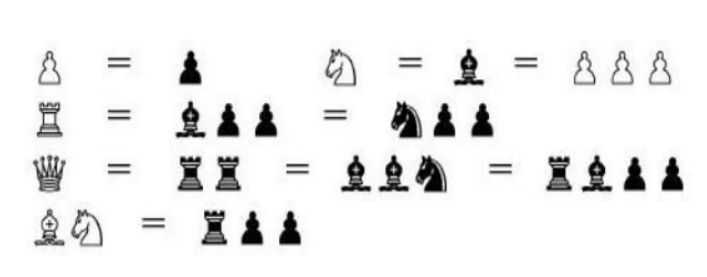 ♙ = ♟ ♘ = ♝ = ♙ ♙ ♙
♖ = ♝ ♟ ♟ = ♞ ♟ ♟
♕ = ♜ ♜ = ♝ ♝ ♞ = ♜ ♝ ♟ ♟
♗ ♘ = ♜ ♟ ♟